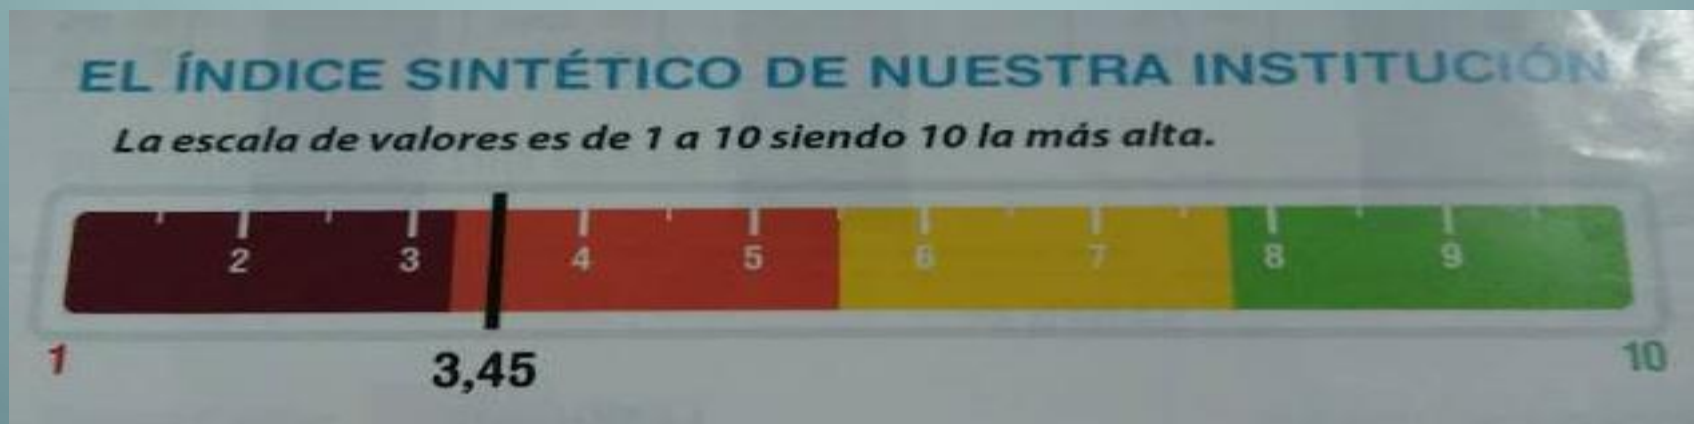 EL ÍNDICE SINTÉTICO DE NUESTRA INSTITUCIÓN
La escala de valores es de 1 a 10 siendo 10 la más alta.
2 3 4 5 6 7 8 9
1 10
3,45